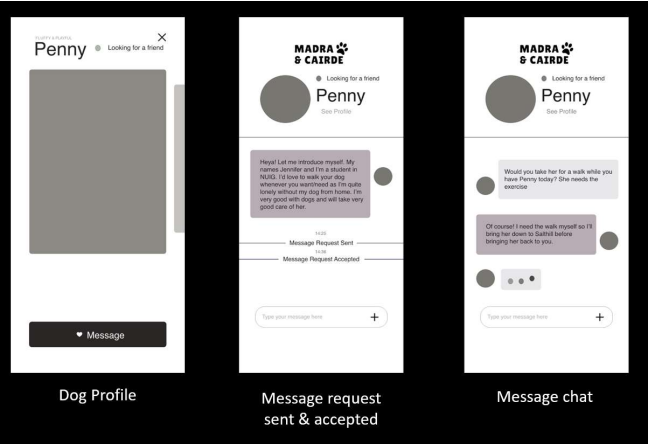 FLUFFY & PLAYFUL
Penny
Looking for a friend
Message
Dog Profile
MADRA
& CAIRDE
Looking for a friend
Penny
See Profile
Heya! Let me introduce myself. My
names Jennifer and I'm a student in
NUIG. I'd love to walk your dog
whenever you want/need as I'm quite
lonely without my dog from home. I'm
very good with dogs and will take very
good care of her.
Message Request Sent
Message Request Accepted
Type your message here
+
Message request
sent & accepted
MADRA
& CAIRDE
Looking for a friend
Penny
See Profile
Would you take her for a walk while you
have Penny today? She needs the
exercise
Of course! I need the walk myself so I'll
bring her down to Salthill before
bringing her back to you.
Type your message here
+
Message chat